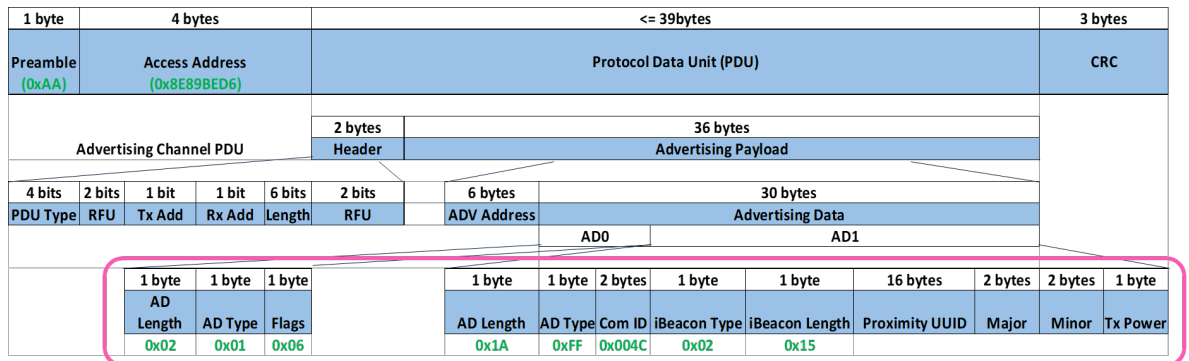 1 byte 4 bytes <= 39bytes 3 bytes
Preamble Access Address Protocol Data Unit (PDU) CRC
(0xAA) (0x8E89BED6)
2 bytes 36 bytes
Advertising Channel PDU Header Advertising Payload
4 bits 2 bits 1 bit 1 bit 6 bits 2 bits 6 bytes 30 bytes
PDU Type RFU Tx Add Rx Add Length RFU ADV Address Advertising Data
AD0 AD1
1 byte 1 byte 1 byte 1 byte 1 byte 2 bytes 1 byte 1 byte 16 bytes 2 bytes 2 bytes 1 byte
AD
Length AD Type Flags AD Length AD Type Com ID iBeacon Type iBeacon Length Proximity UUID Major Minor Tx Power
0x02 0x01 0x06 0x1A 0xFF 0x004C 0x02 0x15